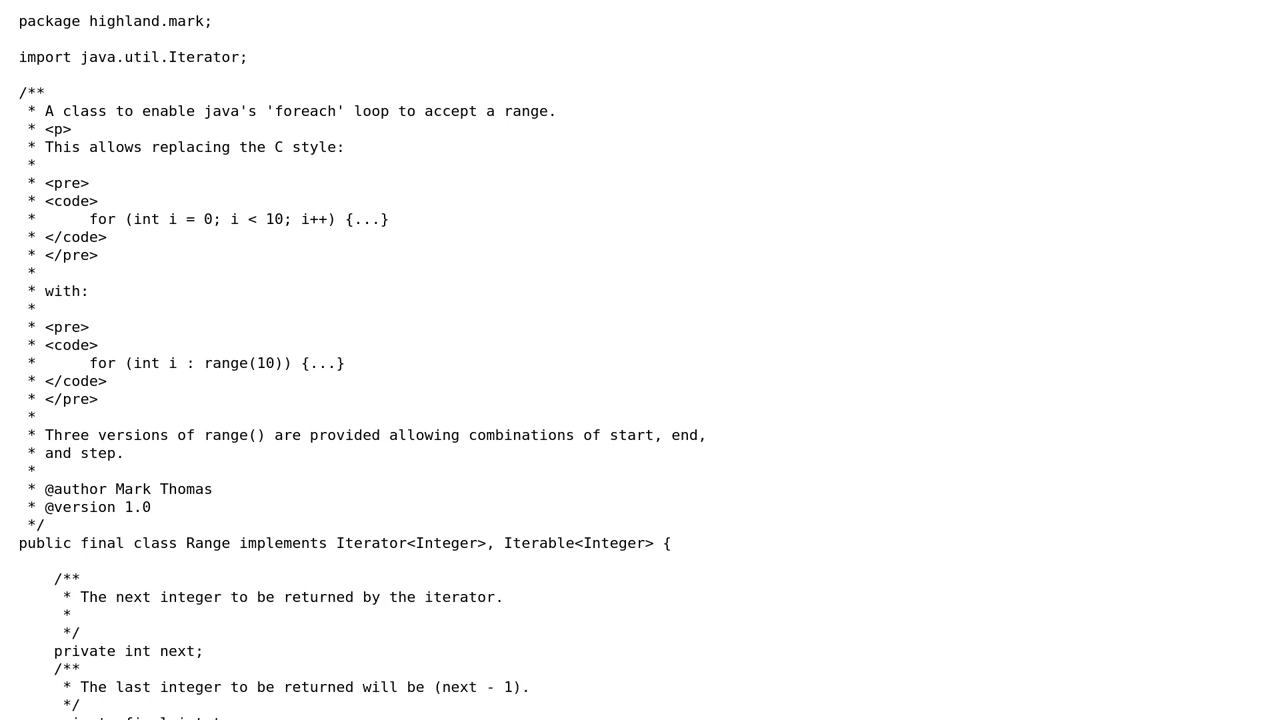 package highland.mark;

import java.util.Iterator;

/**
 * A class to enable java's 'foreach' loop to accept a range.
 * <p>
 * This allows replacing the C style:
 *
 * <pre>
 * <code>
 *      for (int i = 0; i < 10; i++) {...}
 * </code>
 * </pre>
 *
 * with:
 *
 * <pre>
 * <code>
 *      for (int i : range(10)) {...}
 * </code>
 * </pre>
 *
 * Three versions of range() are provided allowing combinations of start, end,
 * and step.
 *
 * @author Mark Thomas
 * @version 1.0
 */
public final class Range implements Iterator<Integer>, Iterable<Integer> {

    /**
     * The next integer to be returned by the iterator.
     *
     */
    private int next;
    /**
     * The last integer to be returned will be (next - 1).
     */